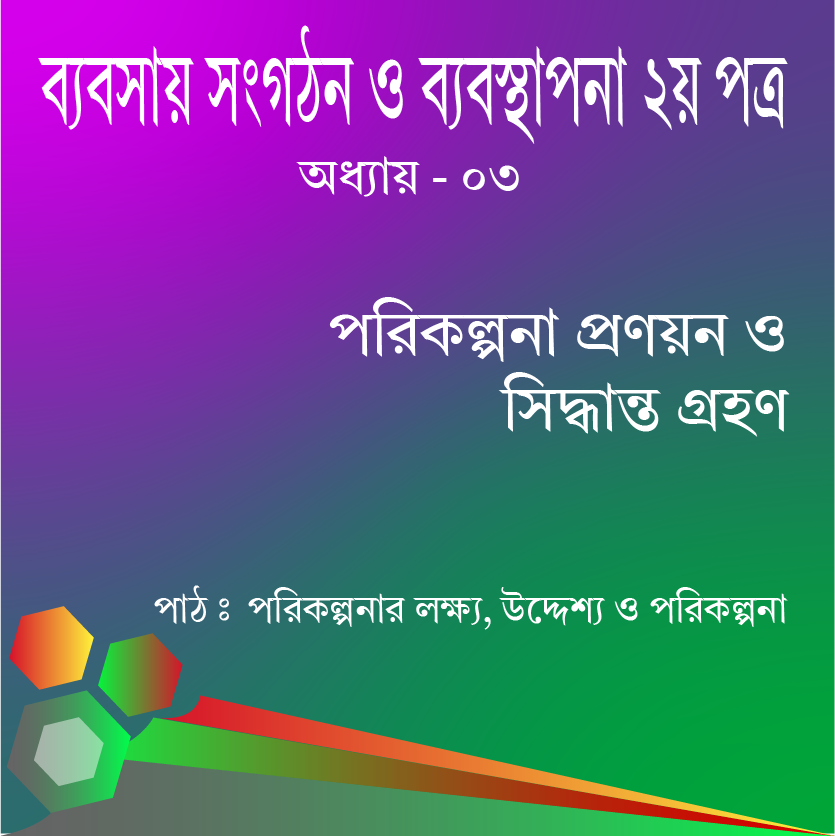 ব্যবসায় সংগঠন ও ব্যবস্থাপনা ২য় পত্র
অধ্যায় - ০৩
পরিকল্পনা প্রণয়ন ও
সিদ্ধান্ত গ্রহণ
পাঠ ঃ পরিকল্পনার লক্ষ্য, উদ্দেশ্য ও পরিকল্পনা